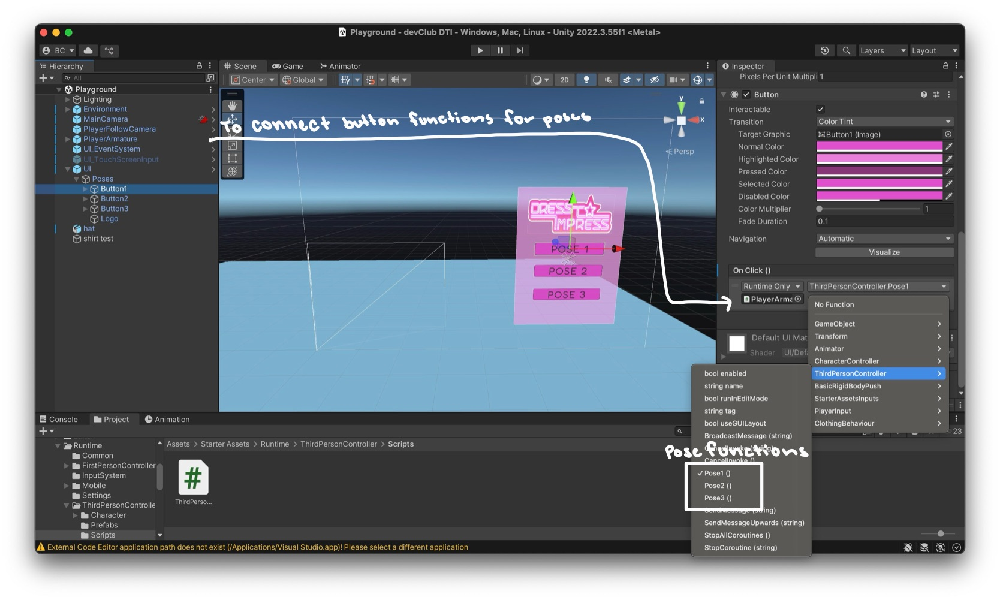 Playground - devClub DTI - Windows, Mac, Linux - Unity 2022.3.55f1 <Metal>
BC
Layers
Layout
Hierarchy
All
Playground
Lighting
Environment
MainCamera
PlayerFollowCamera
PlayerArmature
UI_EventSystem
UI_TouchScreenInput
UI
Poses
Button1
Button2
Button3
Logo
hat
shirt test
Scene
Game
Animator
Center
Global
2D
To connect button functions for poses
y
x
Persp
DRESS TO
IMPRESS
POSE 1
POSE 2
POSE 3
Inspector
Pixels Per Unit Multipli 1
Button
Interactable
Transition Color Tint
Target Graphic Button1 (Image)
Normal Color
Highlighted Color
Pressed Color
Selected Color
Disabled Color
Color Multiplier 1
Fade Duration 0.1
Navigation Automatic
Visualize
On Click ()
Runtime Only ThirdPersonController.Pose1
PlayerArma
No Function
GameObject
Transform
Animator
CharacterController
ThirdPersonController
BasicRigidBodyPush
StarterAssetsInputs
PlayerInput
ClothingBehaviour
Default UI Mat
Shader UI/Defa
bool enabled
string name
bool runInEditMode
string tag
bool useGUILayout
BroadcastMessage (string)
CancelInvoke (string)
CancelInvoke ()
Pose functions
Pose1 ()
Pose2 ()
Pose3 ()
SendMessage (string)
SendMessageUpwards (string)
StopAllCoroutines ()
StopCoroutine (string)
Console
Project
Animation
23
Runtime
Common
FirstPersonController
InputSystem
Mobile
Settings
ThirdPersonControlle
Character
Prefabs
Scripts
Assets > Starter Assets > Runtime > ThirdPersonController > Scripts
#
ThirdPerso...
External Code Editor application path does not exist (/Applications/Visual Studio.app)! Please select a different application